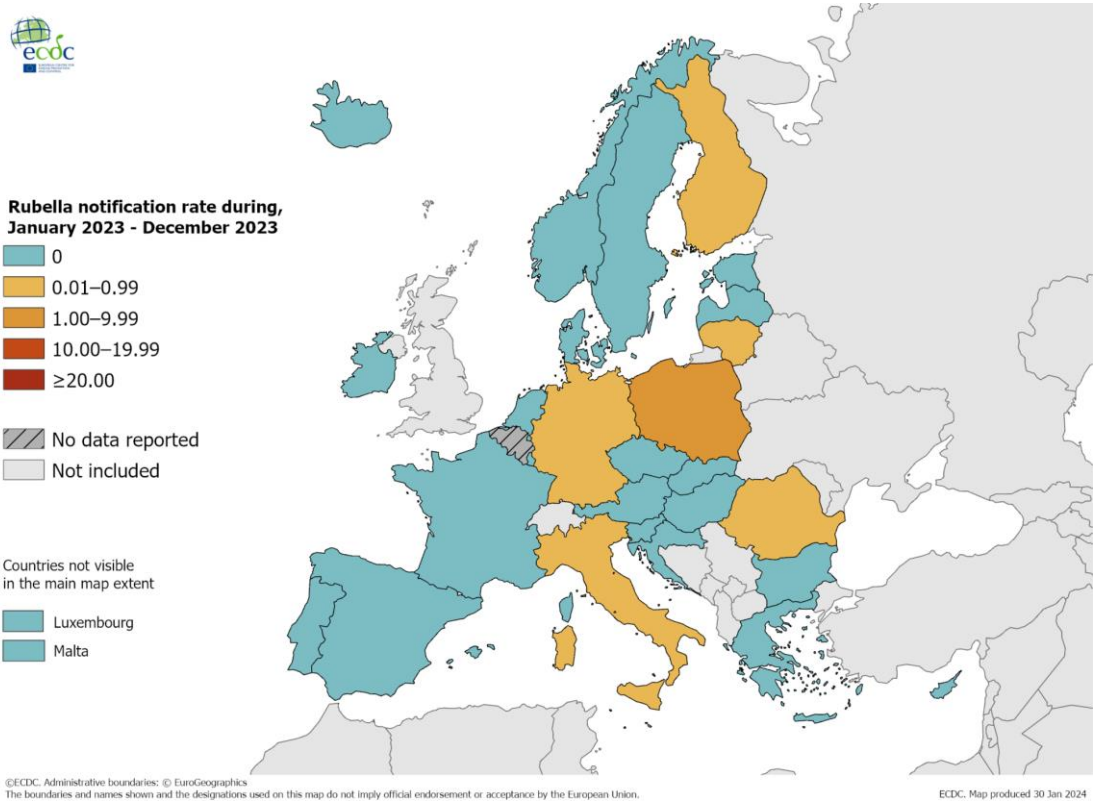 ecdc
Rubella notification rate during,
January 2023 - December 2023
0
0.01–0.99
1.00–9.99
10.00–19.99
≥20.00
No data reported
Not included
Countries not visible
in the main map extent
Luxembourg
Malta
©ECDC. Administrative boundaries: © EuroGeographics
The boundaries and names shown and the designations used on this map do not imply official endorsement or acceptance by the European Union.
ECDC. Map produced 30 Jan 2024